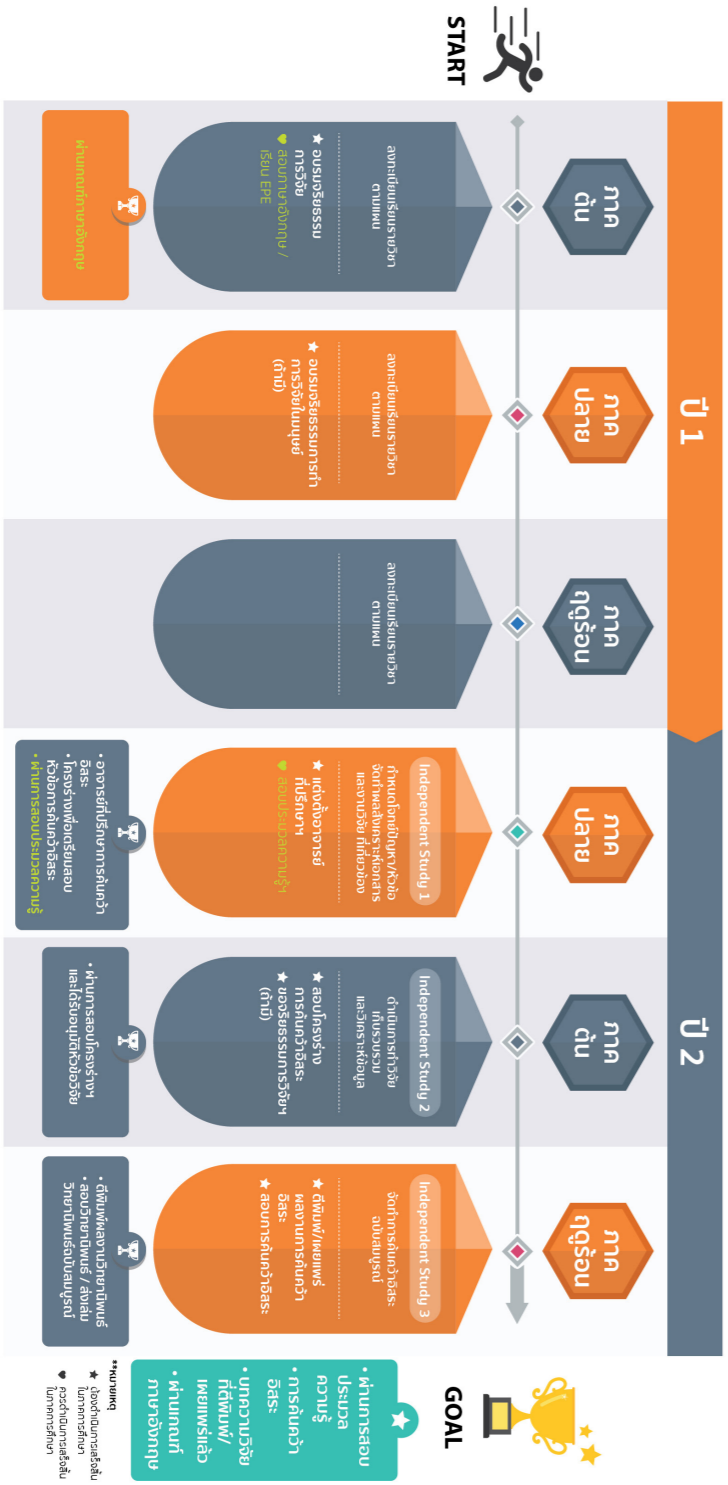 START
ปี 1
ปี 2
ภาค
ต้น
ลงทะเบียนเรียนรายวิชา
ตามแผน
★ อบรมจริยธรรม
การวิจัย
♥ สอบภาษาอังกฤษ /
เรียน EPE
ผ่านเกณฑ์ภาษาอังกฤษ
ภาค
ปลาย
ลงทะเบียนเรียนรายวิชา
ตามแผน
★ อบรมจริยธรรมการทำ
การวิจัยในมนุษย์
(ถ้ามี)
ภาค
ฤดูร้อน
ลงทะเบียนเรียนรายวิชา
ตามแผน
ภาค
ปลาย
Independent Study 1
กำหนดโจทย์ปัญหา/หัวข้อ
จัดทำผลสังเคราะห์เอกสาร
และงานวิจัย ที่เกี่ยวข้อง
★ แต่งตั้งอาจารย์
ที่ปรึกษาฯ
♥ สอบประมวลความรู้ฯ
• อาจารย์ที่ปรึกษาการค้นคว้า
อิสระ
• โครงร่างเพื่อเตรียมสอบ
หัวข้อการค้นคว้าอิสระ
• ผ่านการสอบประมวลความรู้
ภาค
ต้น
Independent Study 2
ดำเนินการทำวิจัย
เก็บรวบรวม
และวิเคราะห์ข้อมูล
★ สอบโครงร่าง
การค้นคว้าอิสระ
★ ขอจริยธรรมการวิจัยฯ
(ถ้ามี)
• ผ่านการสอบโครงร่างฯ
และได้รับอนุมัติหัวข้อวิจัย
ภาค
ฤดูร้อน
Independent Study 3
จัดทำการค้นคว้าอิสระ
ฉบับสมบูรณ์
★ ตีพิมพ์/เผยแพร่
ผลงานการค้นคว้า
อิสระ
★ สอบการค้นคว้าอิสระ
• ตีพิมพ์ผลงานวิทยานิพนธ์
• สอบวิทยานิพนธ์ / ส่งเล่ม
วิทยานิพนธ์ฉบับสมบูรณ์
GOAL
• ผ่านการสอบ
ประมวล
ความรู้
• การค้นคว้า
อิสระ
• บทความวิจัย
ที่ตีพิมพ์/
เผยแพร่แล้ว
• ผ่านเกณฑ์
ภาษาอังกฤษ
**หมายเหตุ
★ ต้องดำเนินการเสร็จสิ้น
ในภาคการศึกษา
♥ ควรดำเนินการเสร็จสิ้น
ในภาคการศึกษา